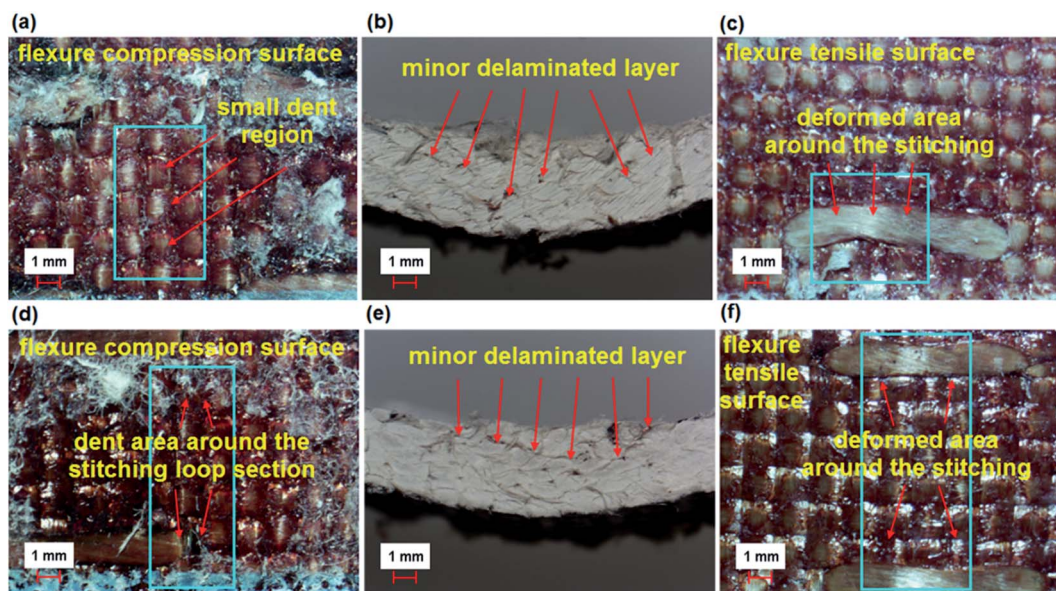 (a)
flexure compression surface
small dent
region
1 mm
(b)
minor delaminated layer
1 mm
(c)
flexure tensile surface
deformed area
around the stitching
1 mm
(d)
flexure compression surface
dent area around the
stitching loop section
1 mm
(e)
minor delaminated layer
1 mm
(f)
flexure
tensile
surface
deformed area
around the stitching
1 mm